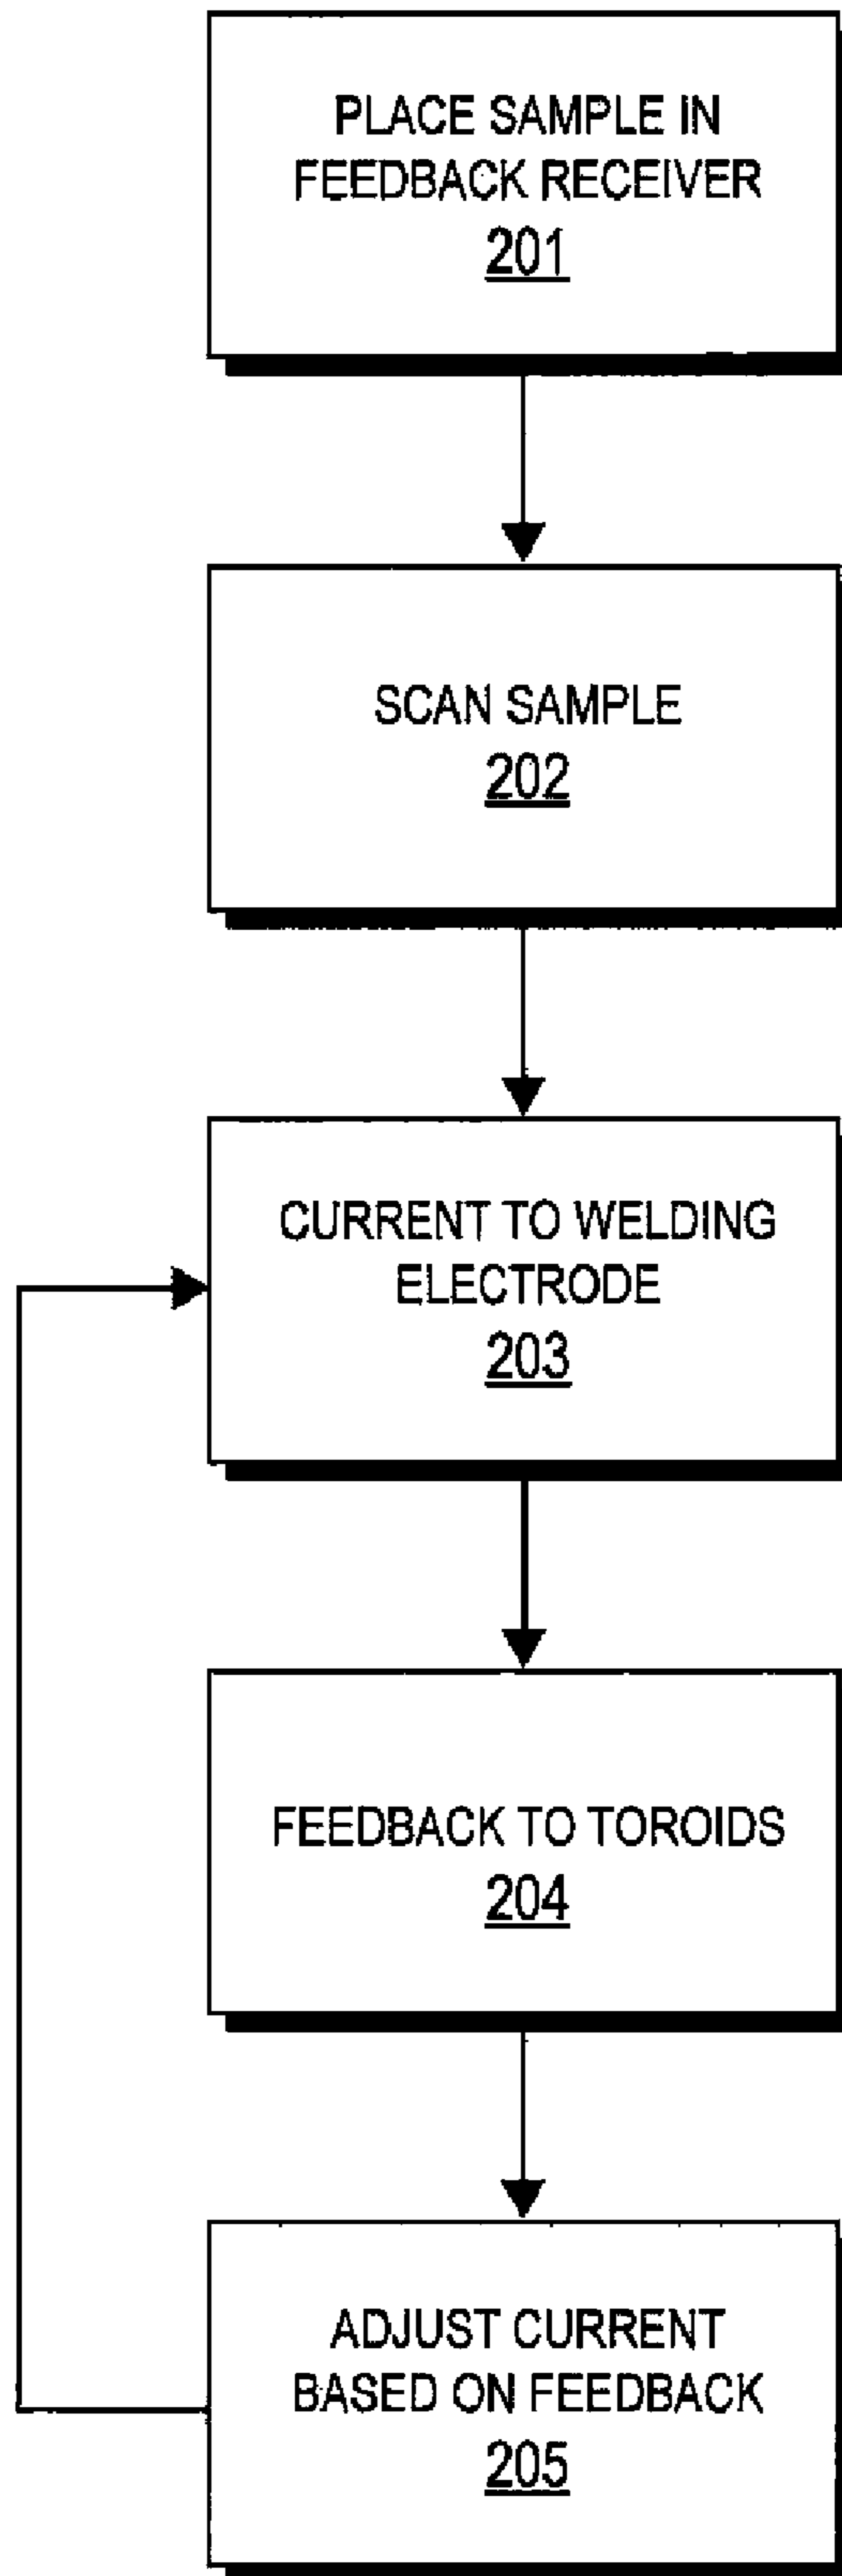 PLACE SAMPLE IN
FEEDBACK RECEIVER
201
SCAN SAMPLE
202
CURRENT TO WELDING
ELECTRODE
203
FEEDBACK TO TOROIDS
204
ADJUST CURRENT
BASED ON FEEDBACK
205